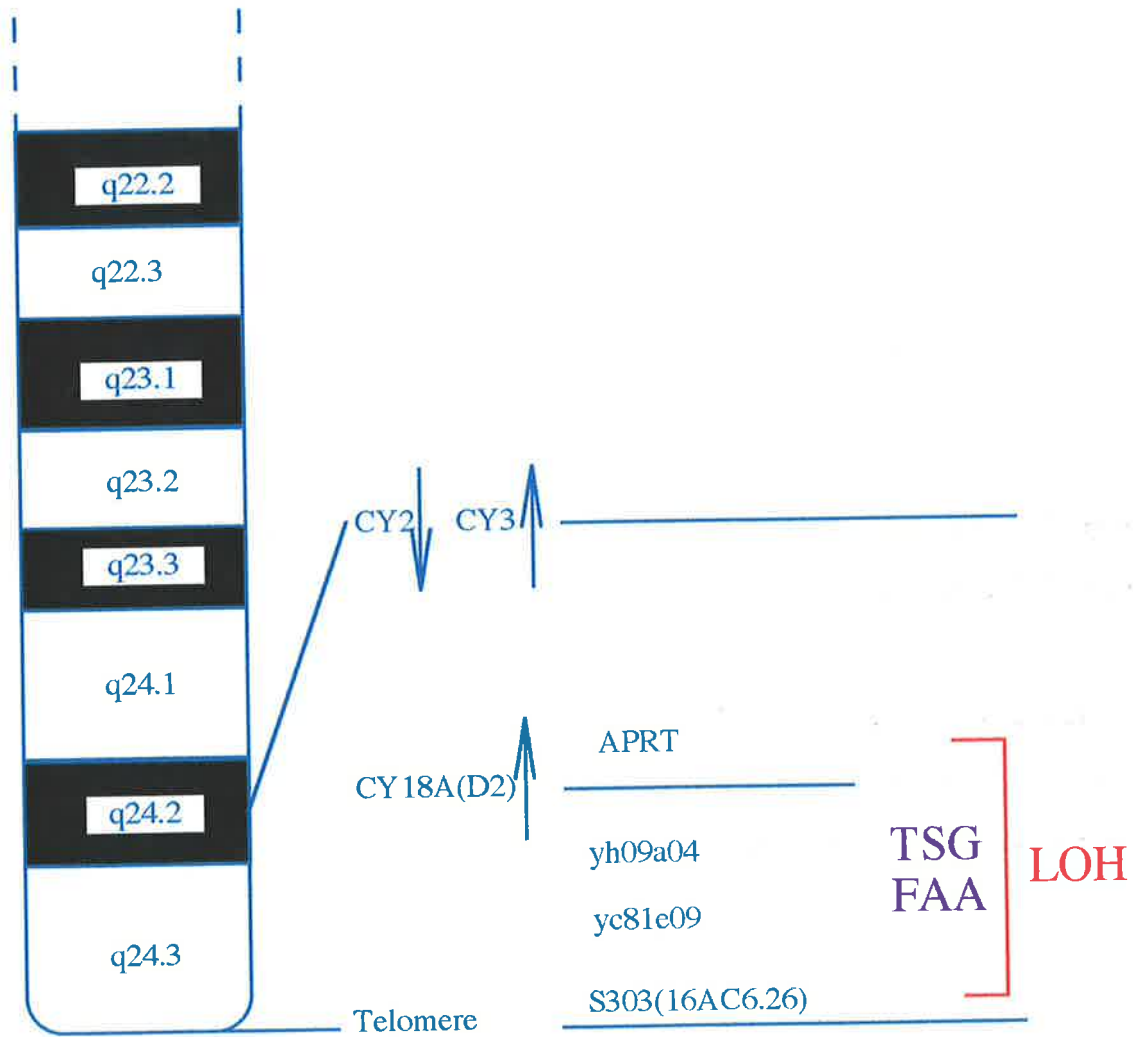 q22.2
q22.3
q23.1
q23.2
q23.3
q24.1
q24.2
q24.3
CY2 CY3
APRT
CY18A(D2)
yh09a04
yc81e09
S303(16AC6.26)
Telomere
TSG
FAA
LOH